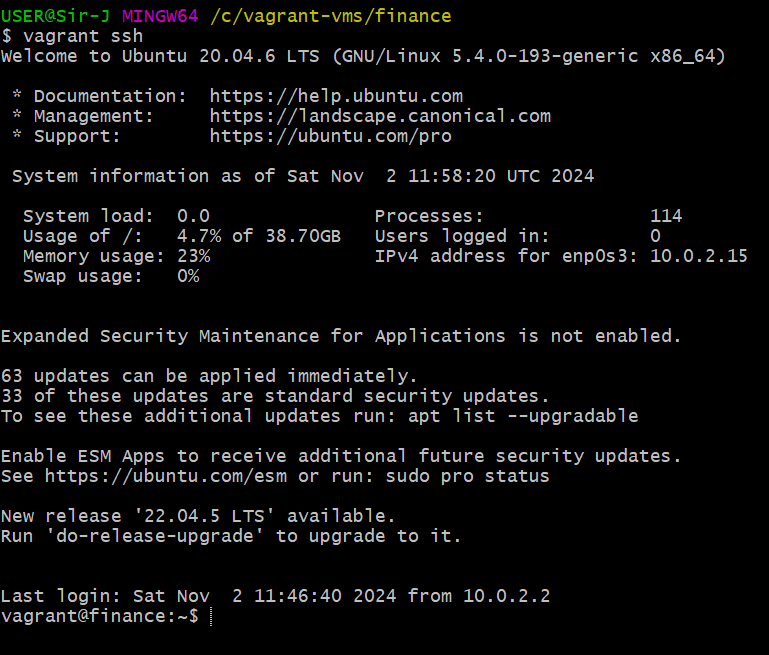 USER@Sir-J MINGW64 /c/vagrant-vms/finance
$ vagrant ssh
Welcome to Ubuntu 20.04.6 LTS (GNU/Linux 5.4.0-193-generic x86_64)
* Documentation: https://help.ubuntu.com
* Management: https://landscape.canonical.com
* Support: https://ubuntu.com/pro
System information as of Sat Nov 2 11:58:20 UTC 2024
System load: 0.0 Processes: 114
Usage of /: 4.7% of 38.70GB Users logged in: 0
Memory usage: 23% IPv4 address for enp0s3: 10.0.2.15
Swap usage: 0%
Expanded Security Maintenance for Applications is not enabled.
63 updates can be applied immediately.
33 of these updates are standard security updates.
To see these additional updates run: apt list --upgradable
Enable ESM Apps to receive additional future security updates.
See https://ubuntu.com/esm or run: sudo pro status
New release '22.04.5 LTS' available.
Run 'do-release-upgrade' to upgrade to it.
Last login: Sat Nov 2 11:46:40 2024 from 10.0.2.2
vagrant@finance:~$